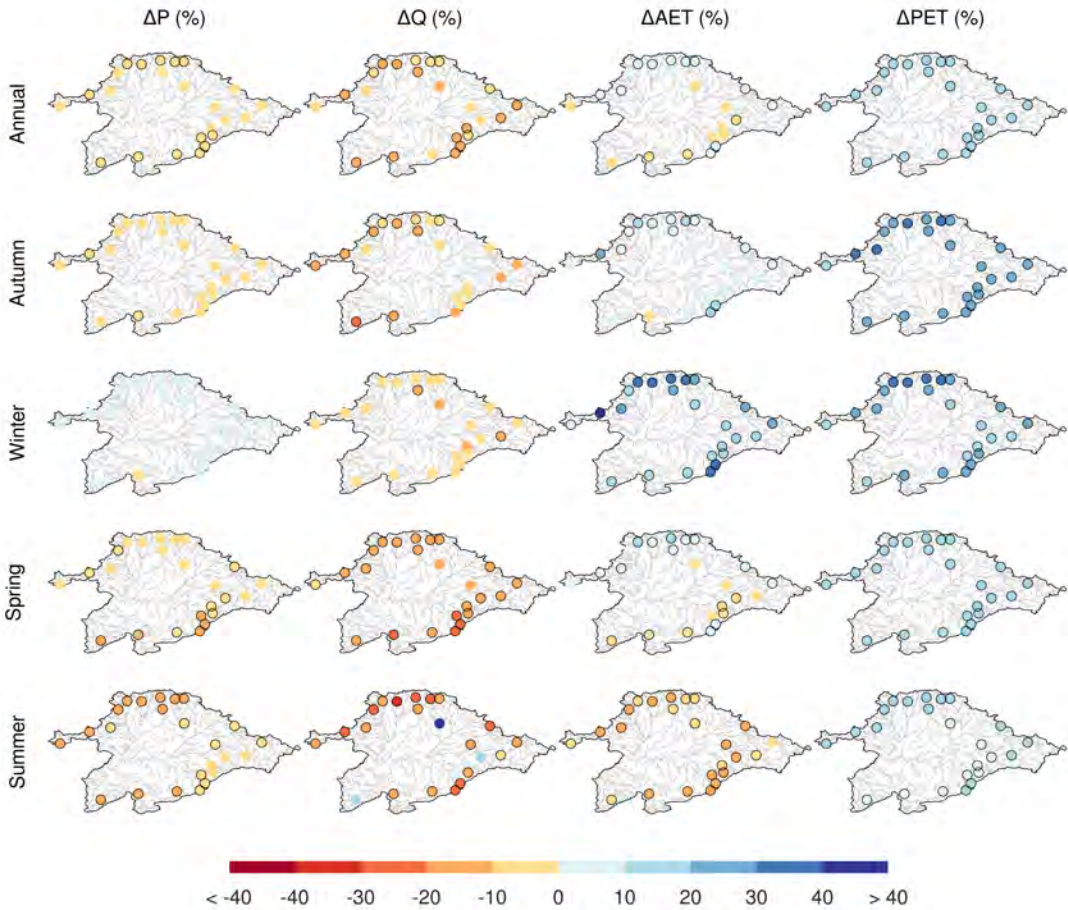 ΔP (%) ΔQ (%) ΔAET (%) ΔPET (%)
Annual
Autumn
Winter
Spring
Summer
< -40 -40 -30 -20 -10 0 10 20 30 40 > 40